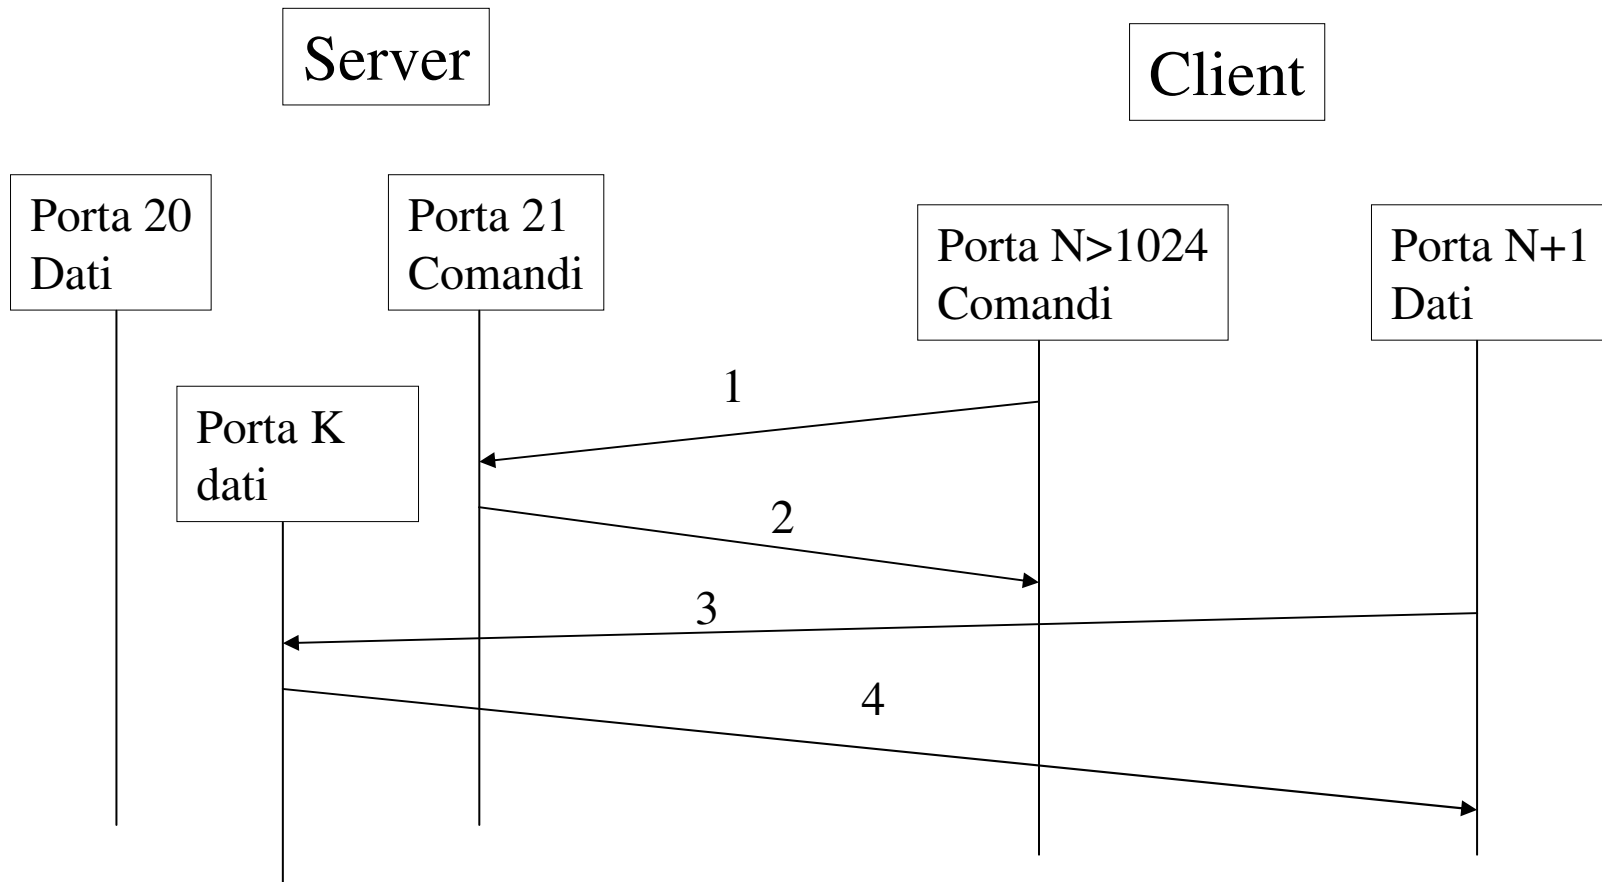 Server
Client
Porta 20
Dati
Porta 21
Comandi
Porta N>1024
Comandi
Porta N+1
Dati
Porta K
dati
1
2
3
4